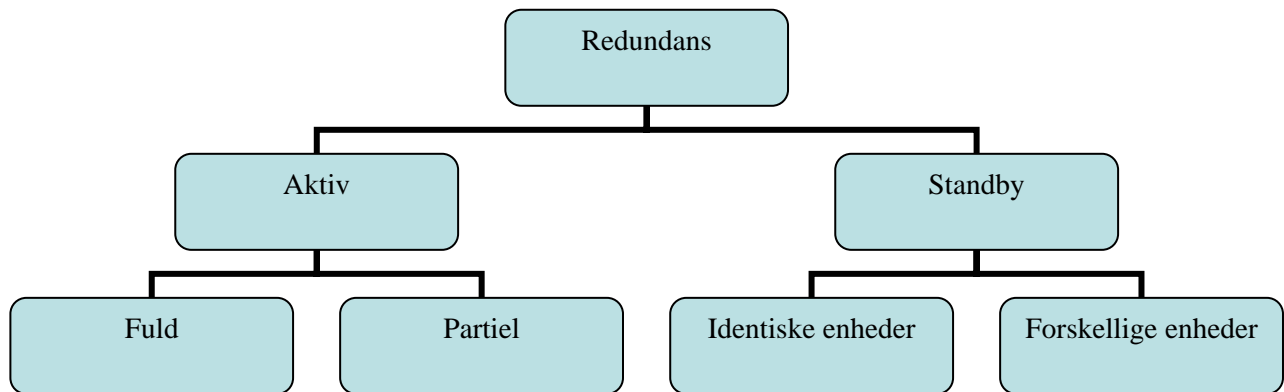 Redundans
Aktiv
Standby
Fuld
Partiel
Identiske enheder
Forskellige enheder